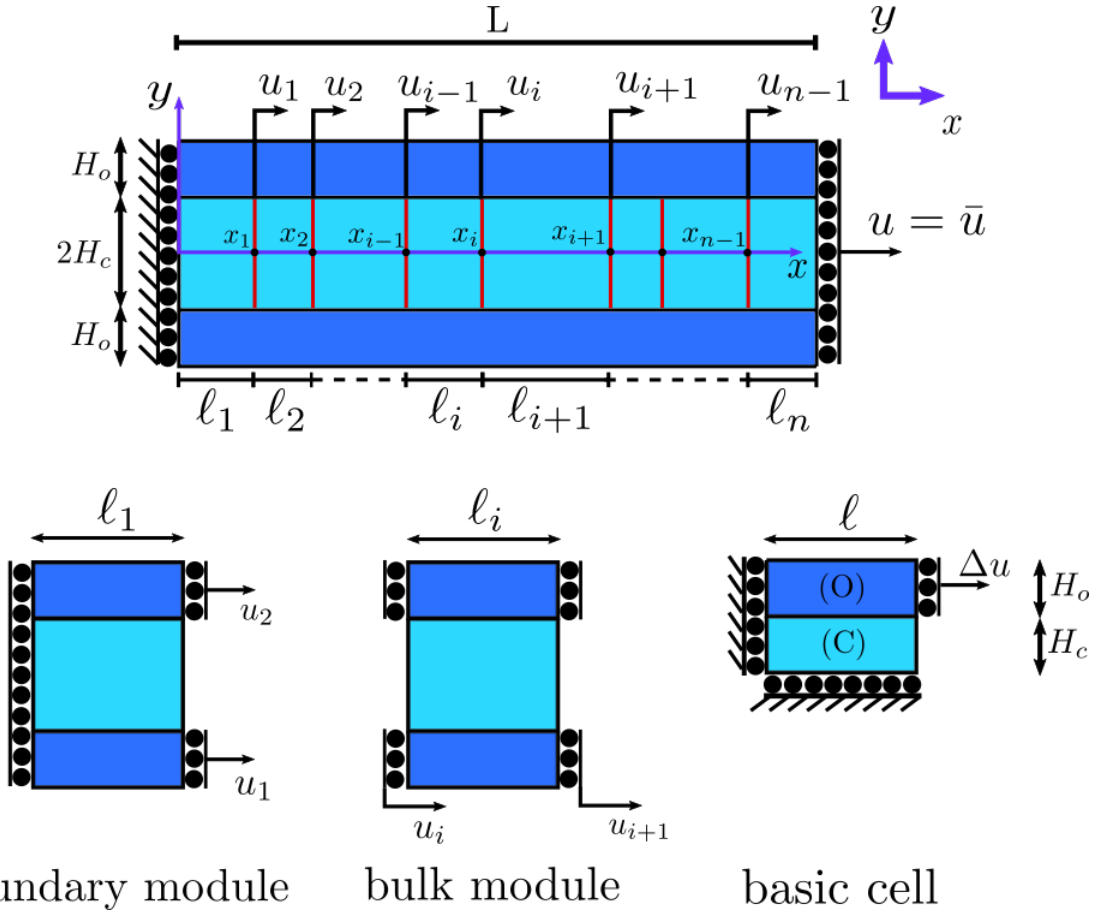 L
y
x
y
u₁
u₂
uᵢ₋₁
uᵢ
uᵢ₊₁
uₙ₋₁
Hₒ
2H_c
Hₒ
x₁
x₂
xᵢ₋₁
xᵢ
xᵢ₊₁
xₙ₋₁
x
u = ū
ℓ₁
ℓ₂
ℓᵢ
ℓᵢ₊₁
ℓₙ
ℓ₁
u₂
u₁
undary module
ℓᵢ
uᵢ
uᵢ₊₁
bulk module
ℓ
(O)
(C)
Δu
Hₒ
H_c
basic cell